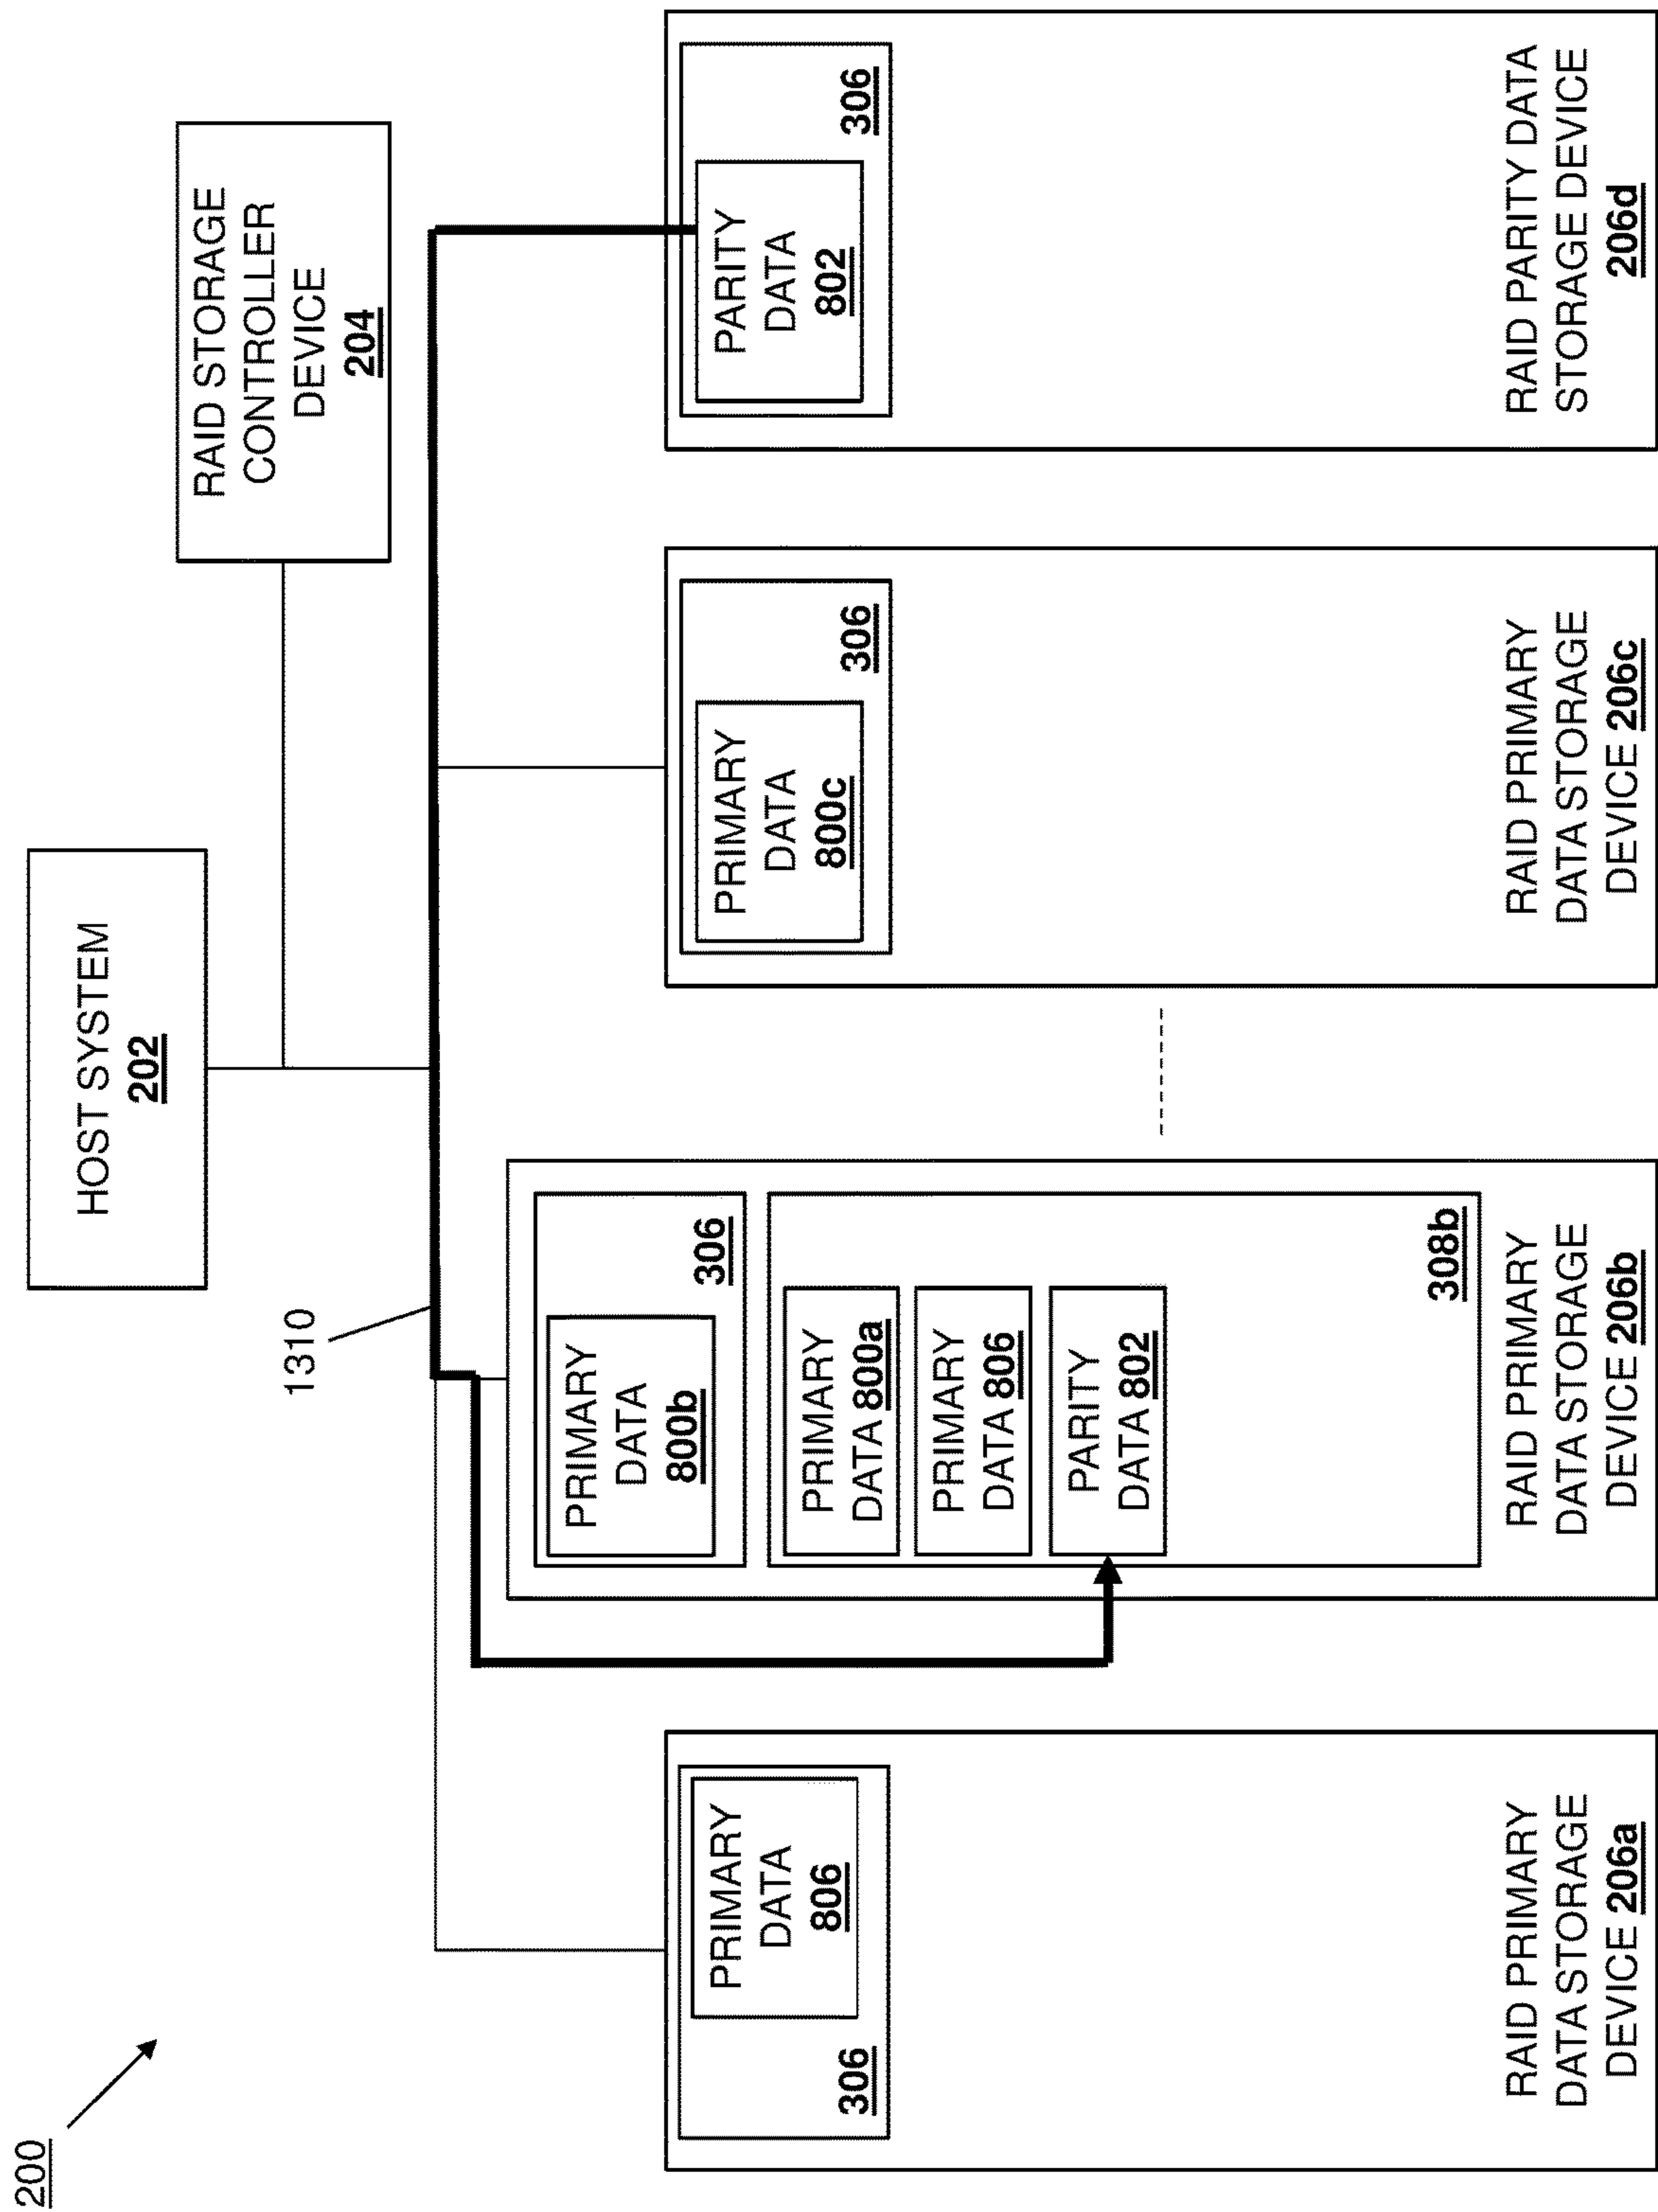 200
HOST SYSTEM
202
RAID STORAGE
CONTROLLER
DEVICE
204
1310
306
PRIMARY
DATA
806
RAID PRIMARY
DATA STORAGE
DEVICE 206a
PRIMARY
DATA
800b
306
PRIMARY
DATA 800a
PRIMARY
DATA 806
PARITY
DATA 802
308b
RAID PRIMARY
DATA STORAGE
DEVICE 206b
PRIMARY
DATA
800c
306
RAID PRIMARY
DATA STORAGE
DEVICE 206c
PARITY
DATA
802
306
RAID PARITY DATA
STORAGE DEVICE
206d